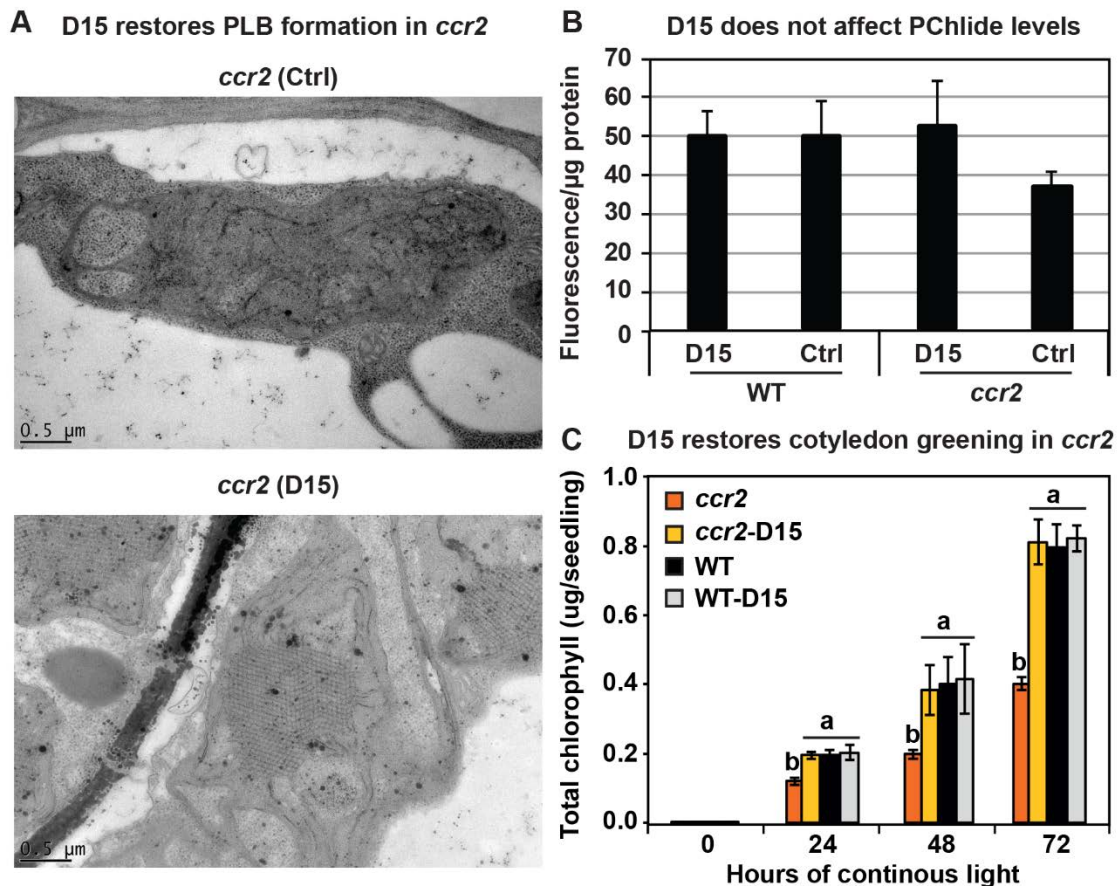 A D15 restores PLB formation in ccr2
ccr2 (Ctrl)
0.5 µm
ccr2 (D15)
0.5 µm
B D15 does not affect PChlide levels
Fluorescence/µg protein
70
60
50
40
30
20
10
0
D15 Ctrl D15 Ctrl
WT ccr2
C D15 restores cotyledon greening in ccr2
Total chlorophyll (ug/seedling)
1.0
0.8
0.6
0.4
0.2
0.0
ccr2
ccr2-D15
WT
WT-D15
b a
b a
b a
0 24 48 72
Hours of continous light